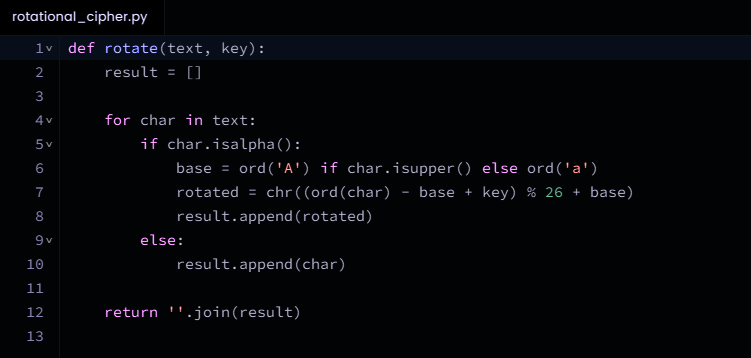 rotational_cipher.py
1 def rotate(text, key):
2     result = []
3
4     for char in text:
5         if char.isalpha():
6             base = ord('A') if char.isupper() else ord('a')
7             rotated = chr((ord(char) - base + key) % 26 + base)
8             result.append(rotated)
9         else:
10             result.append(char)
11
12     return ''.join(result)
13